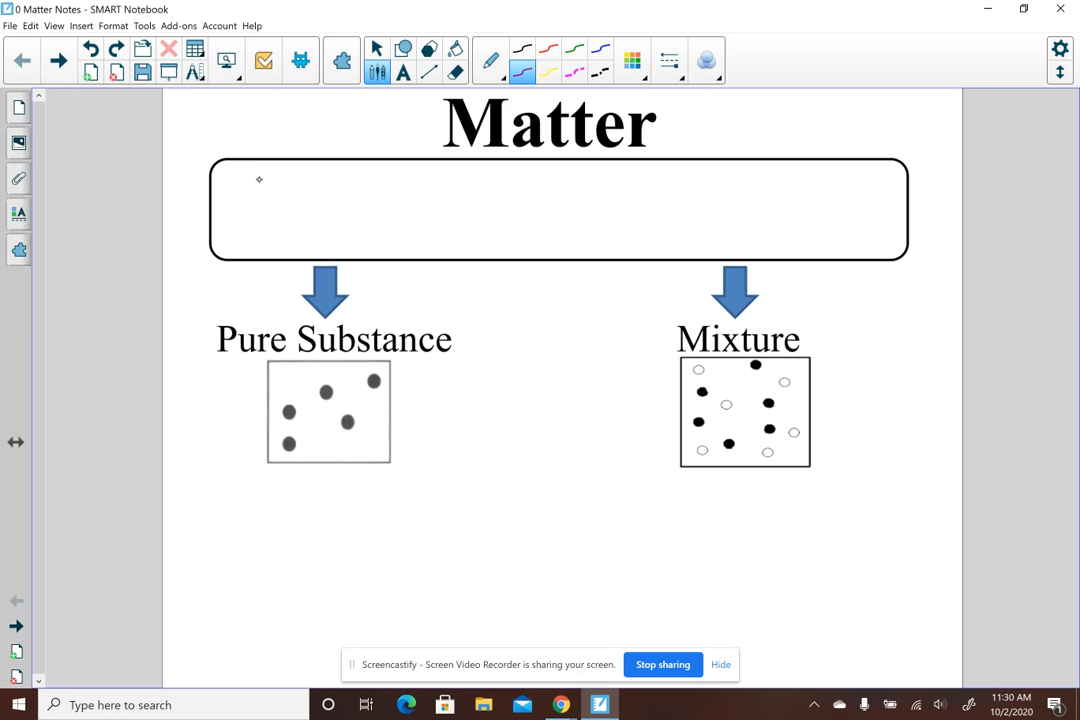 0 Matter Notes - SMART Notebook
File Edit View Insert Format Tools Add-ons Account Help
Matter
Pure Substance
Mixture
Screencastify - Screen Video Recorder is sharing your screen. Stop sharing Hide
Type here to search
11:30 AM
10/2/2020
1